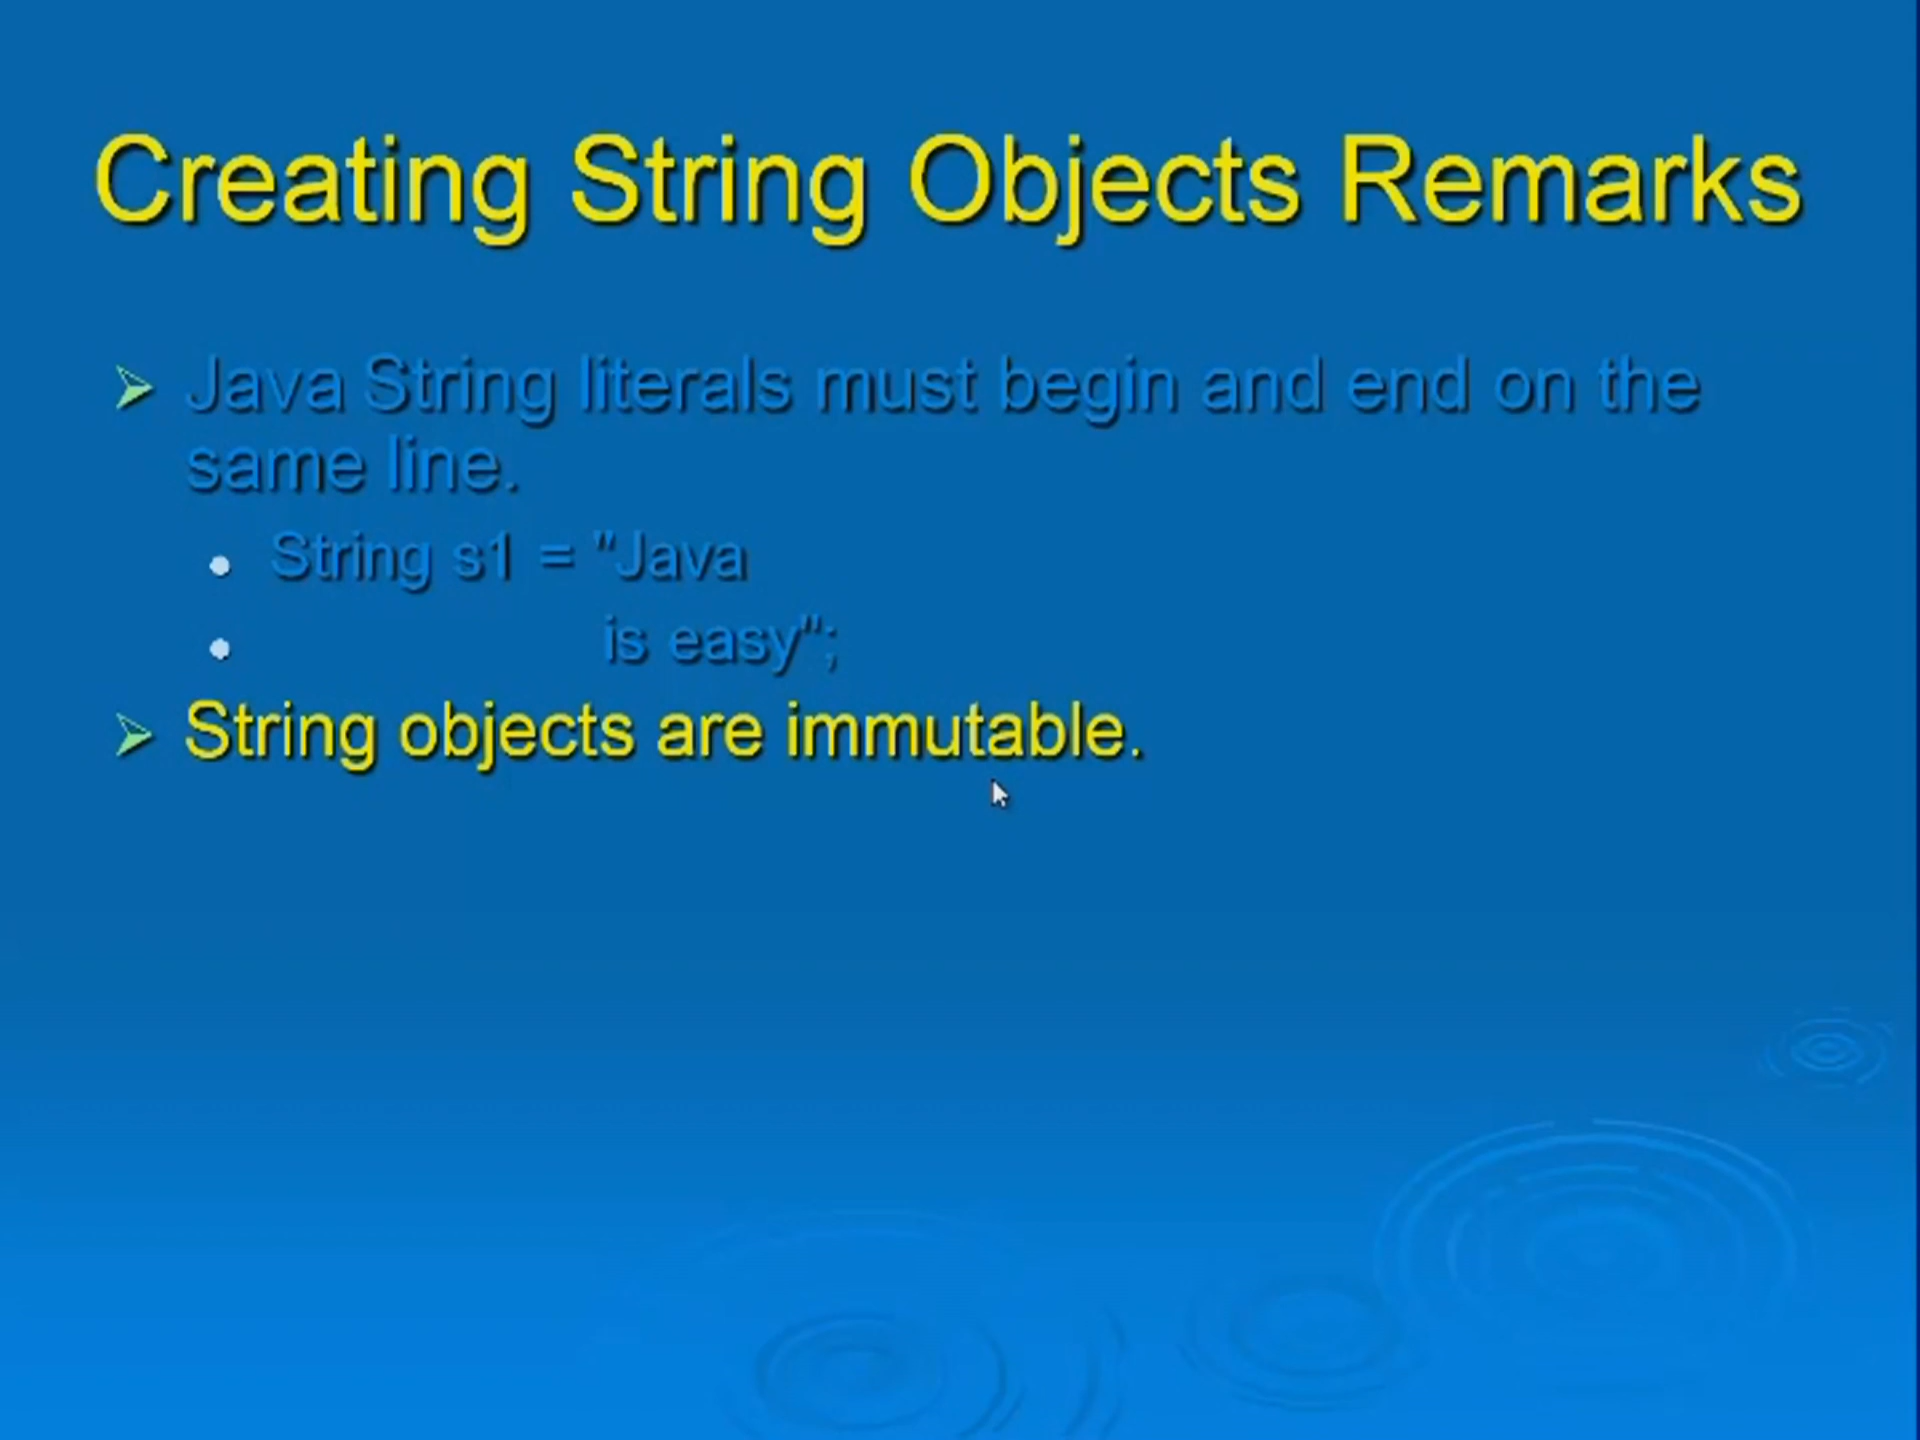 Creating String Objects Remarks
Java String literals must begin and end on the
same line.
String s1 = "Java
is easy";
String objects are immutable.